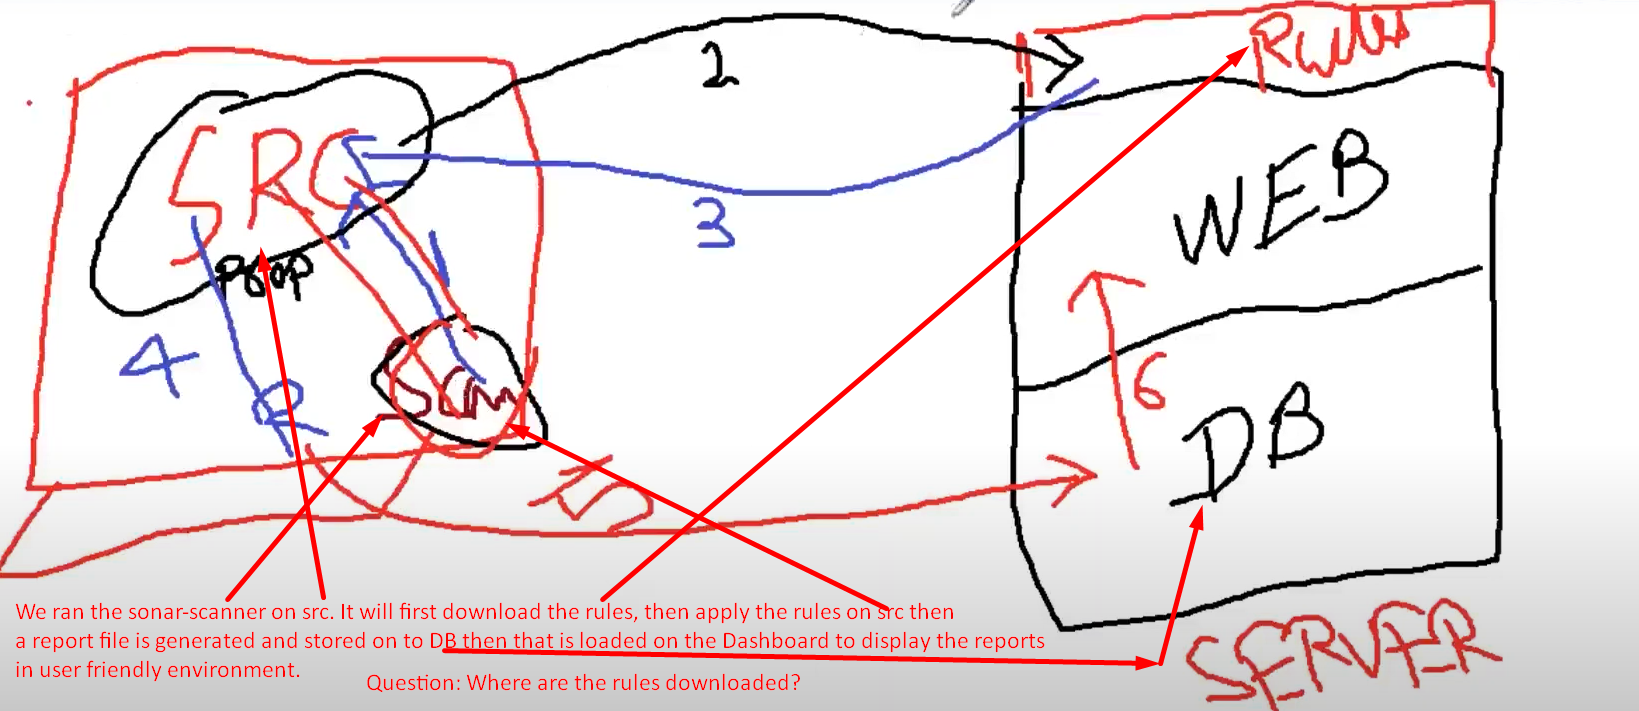 2
Rules
SRC
WEB
3
prop
4
R
Scan
6
DB
5
We ran the sonar-scanner on src. It will first download the rules, then apply the rules on src then
a report file is generated and stored on to DB then that is loaded on the Dashboard to display the reports
in user friendly environment.
SERVER
Question: Where are the rules downloaded?